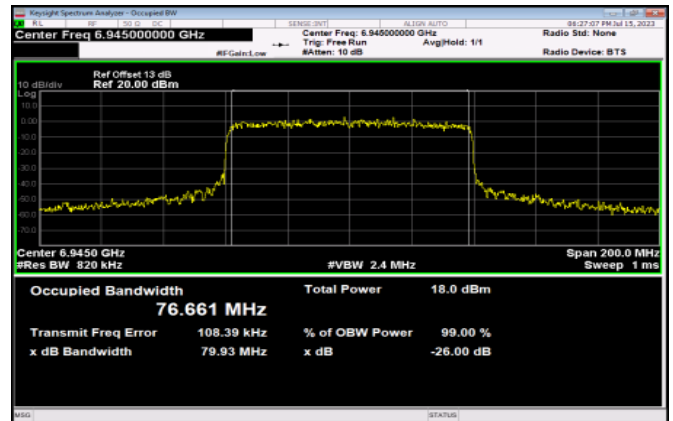 Keysight Spectrum Analyzer - Occupied BW
RL RF 50 Ω DC SENSE:INT ALIGN AUTO 06:27:07 PM Jul 15, 2023
Center Freq 6.945000000 GHz Center Freq: 6.945000000 GHz Radio Std: None
Trig: Free Run Avg|Hold: 1/1
#IFGain:Low #Atten: 10 dB Radio Device: BTS
Ref Offset 13 dB
10 dB/div Ref 20.00 dBm
Log
10.0
0.00
10.0
20.0
30.0
40.0
50.0
60.0
70.0
Center 6.9450 GHz Span 200.0 MHz
#Res BW 820 kHz #VBW 2.4 MHz Sweep 1 ms
Occupied Bandwidth Total Power 18.0 dBm
76.661 MHz
Transmit Freq Error 108.39 kHz % of OBW Power 99.00 %
x dB Bandwidth 79.93 MHz x dB -26.00 dB
MSG STATUS